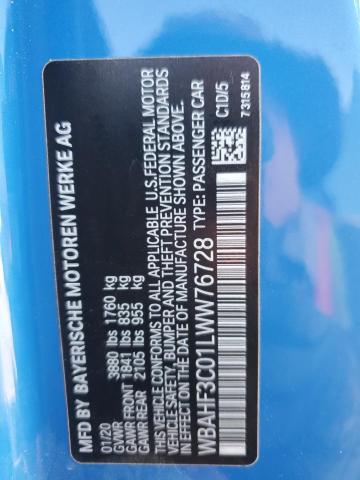 MFD BY BAYERISCHE MOTOREN WERKE AG
01/20
GVWR 3880 lbs 1760 kg
GAWR FRONT 1841 lbs 835 kg
GAWR REAR 2105 lbs 955 kg
THIS VEHICLE CONFORMS TO ALL APPLICABLE U.S. FEDERAL MOTOR
VEHICLE SAFETY, BUMPER AND THEFT PREVENTION STANDARDS IN
EFFECT ON THE DATE OF MANUFACTURE SHOWN ABOVE.
WBAHF3C01LWW76728 TYPE: PASSENGER CAR
C1D/5
7 315 814